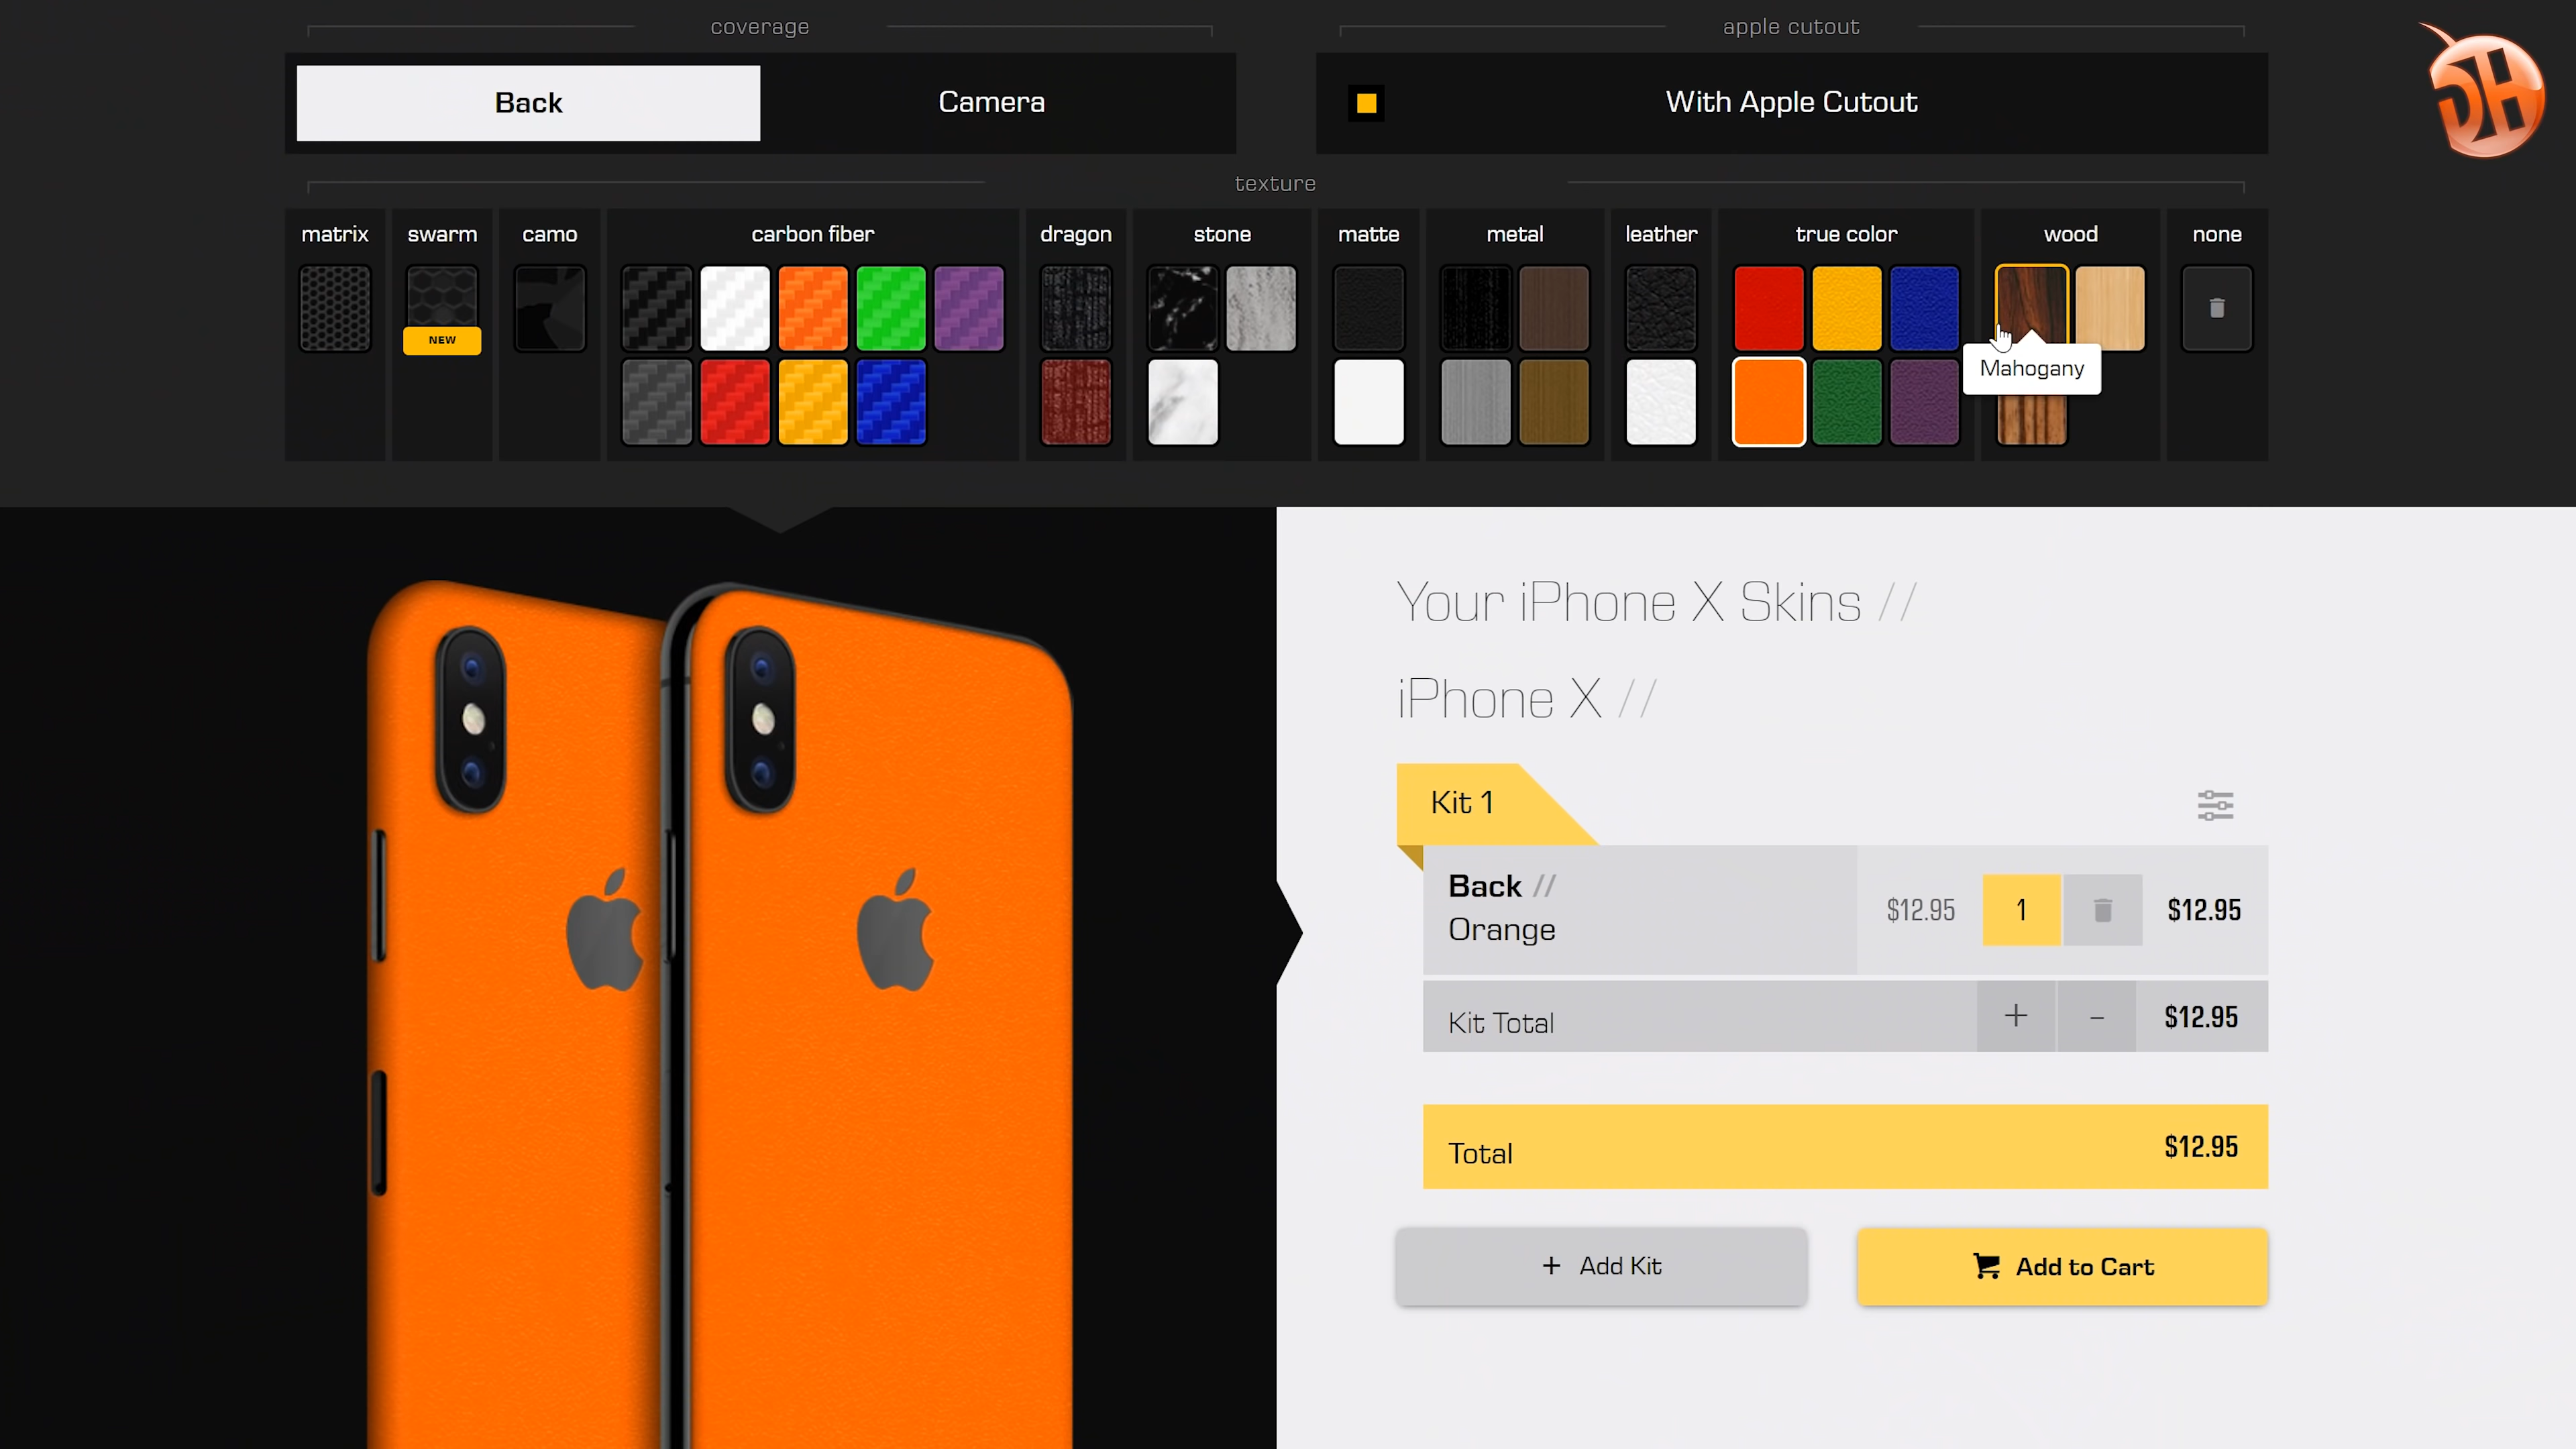 coverage
apple cutout
Back
Camera
With Apple Cutout
DH
texture
matrix
swarm
camo
carbon fiber
dragon
stone
matte
metal
leather
true color
wood
none
NEW
Mahogany
Your iPhone X Skins //
iPhone X //
Kit 1
Back //
Orange
$12.95
1
$12.95
Kit Total
+
-
$12.95
Total
$12.95
+ Add Kit
Add to Cart